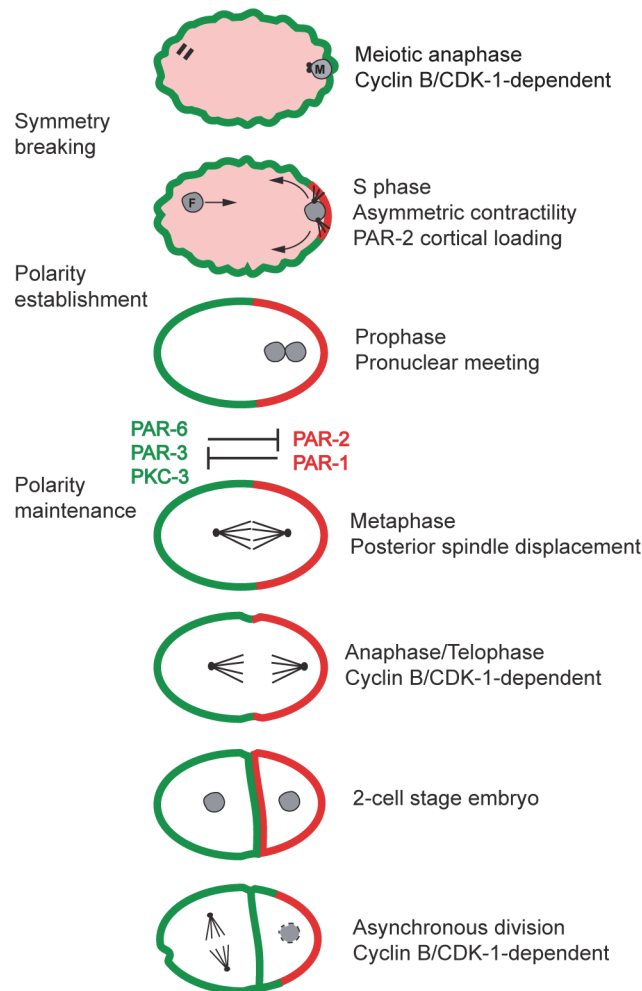 Meiotic anaphase
Cyclin B/CDK-1-dependent
M
Symmetry
breaking
S phase
Asymmetric contractility
PAR-2 cortical loading
F
Polarity
establishment
Prophase
Pronuclear meeting
PAR-6
PAR-3
PKC-3
PAR-2
PAR-1
Polarity
maintenance
Metaphase
Posterior spindle displacement
Anaphase/Telophase
Cyclin B/CDK-1-dependent
2-cell stage embryo
Asynchronous division
Cyclin B/CDK-1-dependent